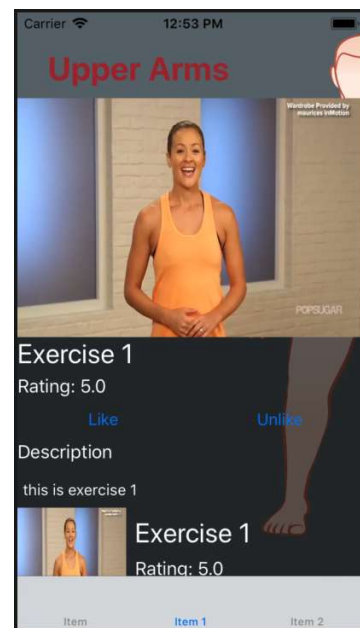 Carrier 12:53 PM
Upper Arms
Wardrobe Provided by
maurices inMotion
POPSUGAR
Exercise 1
Rating: 5.0
Like Unlike
Description
this is exercise 1
Exercise 1
Rating: 5.0
Item Item 1 Item 2